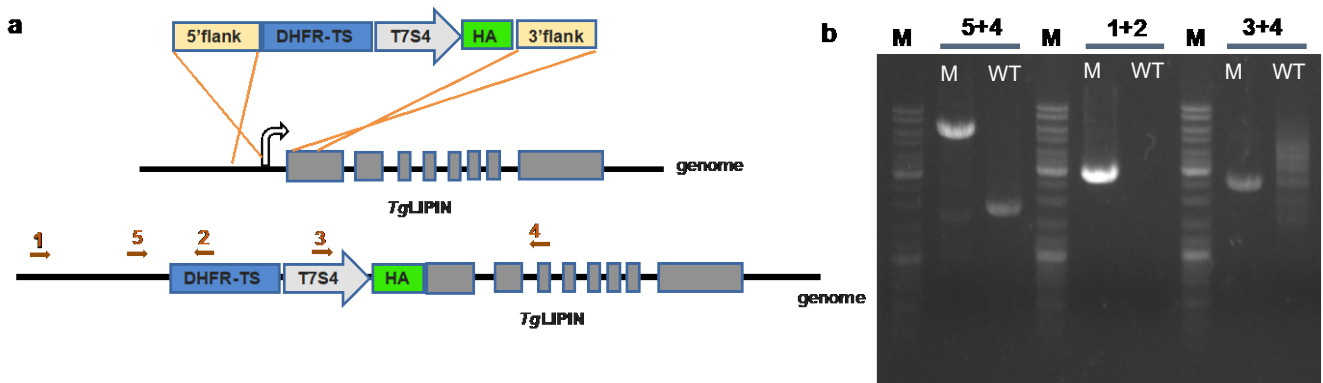 a
5'flank DHFR-TS T7S4 HA 3'flank
genome
TgLIPIN
1 5 2 3 4
DHFR-TS T7S4 HA
genome
TgLIPIN
b
5+4 1+2 3+4
M M M
M WT M WT M WT